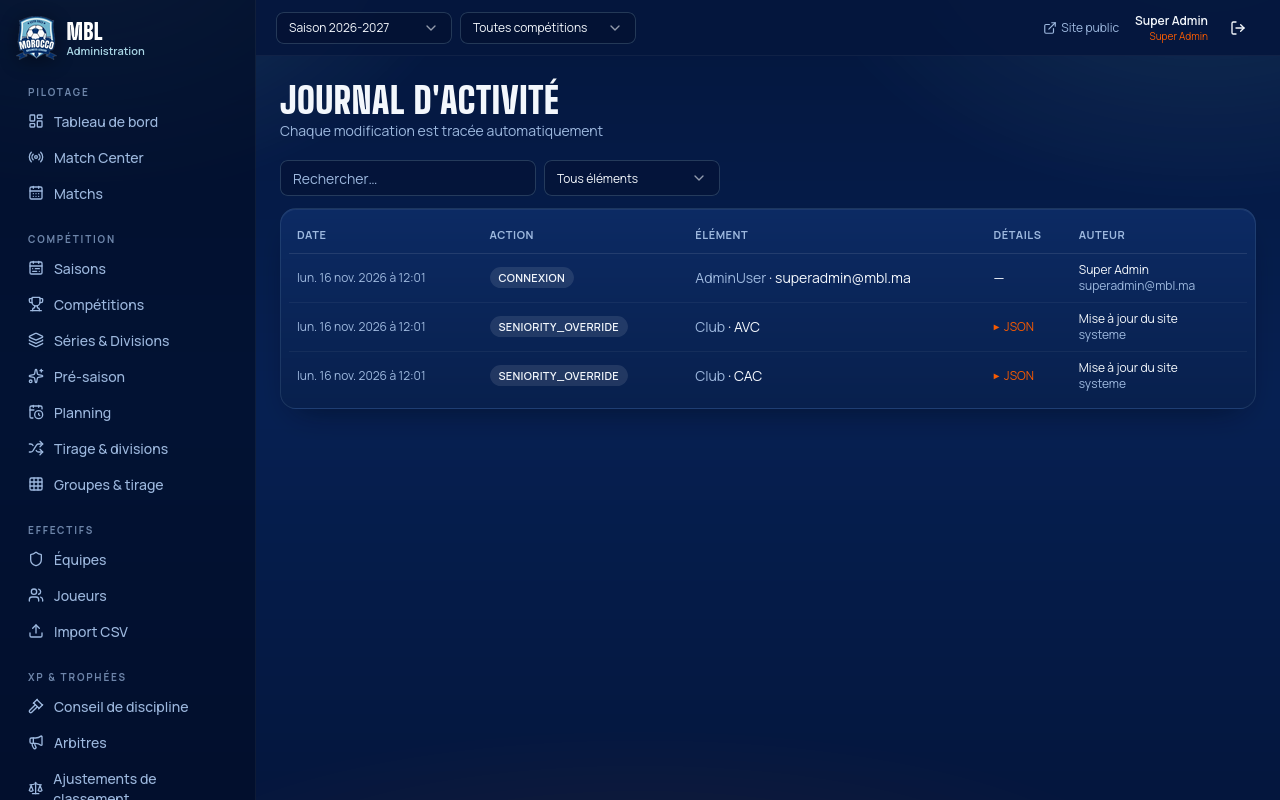 MOROCCO
MBL
Administration
Saison 2026-2027
Toutes compétitions
Site public
Super Admin
Super Admin
PILOTAGE
Tableau de bord
Match Center
Matchs
COMPÉTITION
Saisons
Compétitions
Séries & Divisions
Pré-saison
Planning
Tirage & divisions
Groupes & tirage
EFFECTIFS
Équipes
Joueurs
Import CSV
XP & TROPHÉES
Conseil de discipline
Arbitres
Ajustements de
classement
JOURNAL D'ACTIVITÉ
Chaque modification est tracée automatiquement
Rechercher...
Tous éléments
DATE ACTION ÉLÉMENT DÉTAILS AUTEUR
lun. 16 nov. 2026 à 12:01 CONNEXION AdminUser · superadmin@mbl.ma — Super Admin
superadmin@mbl.ma
lun. 16 nov. 2026 à 12:01 SENIORITY_OVERRIDE Club · AVC ▸ JSON Mise à jour du site
systeme
lun. 16 nov. 2026 à 12:01 SENIORITY_OVERRIDE Club · CAC ▸ JSON Mise à jour du site
systeme